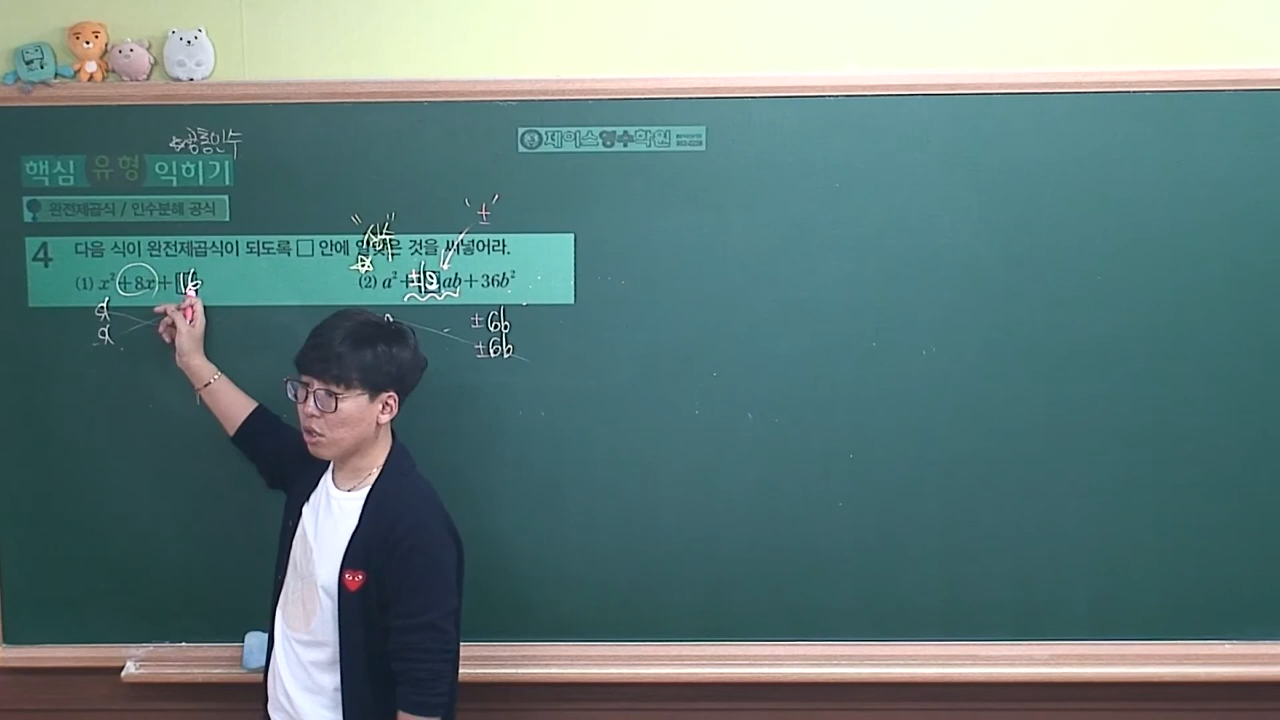 ☆공통인수
제이스영수학원
핵심 유형 익히기
완전제곱식 / 인수분해 공식
"±"
4 다음 식이 완전제곱식이 되도록 □ 안에 알맞은 것을 써넣어라.
(1) x²+8x+16
(2) a²+±12ab+36b²
x
x
±6b
±6b